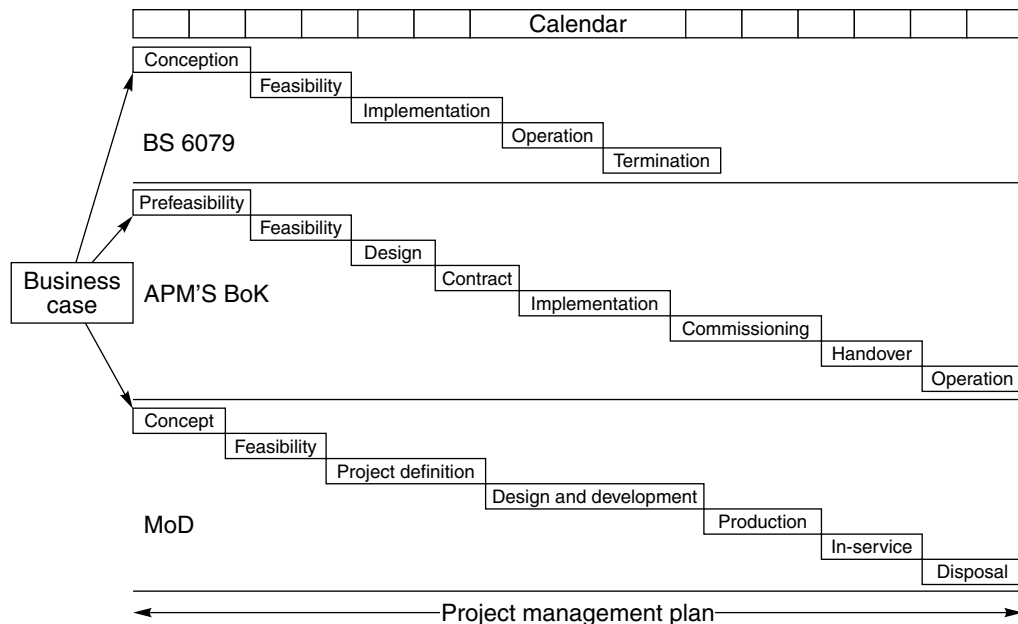 Calendar
Conception
Feasibility
Implementation
Operation
Termination
BS 6079
Prefeasibility
Feasibility
Design
Contract
Implementation
Commissioning
Handover
Operation
APM'S BoK
Business
case
Concept
Feasibility
Project definition
Design and development
Production
In-service
Disposal
MoD
Project management plan